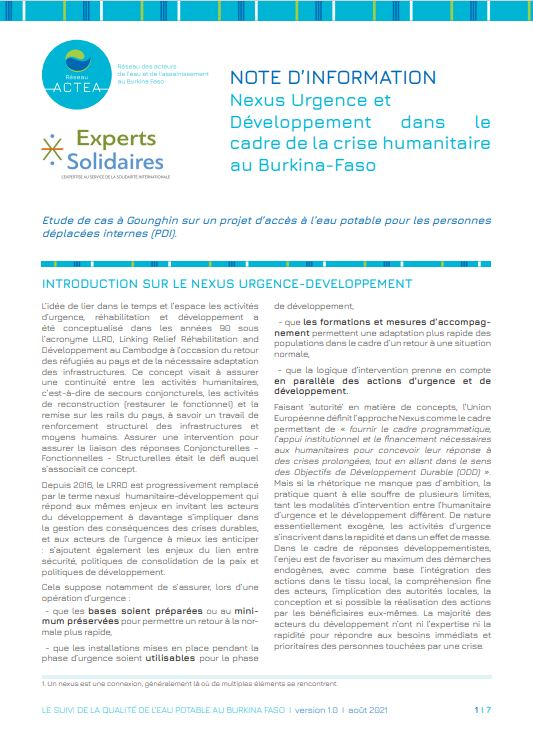 Réseau
ACTEA
Réseau des acteurs
de l'eau et de l'assainissement
au Burkina Faso
Experts
Solidaires
L'EXPERTISE AU SERVICE DE LA SOLIDARITÉ INTERNATIONALE
NOTE D'INFORMATION
Nexus Urgence et
Développement dans le
cadre de la crise humanitaire
au Burkina-Faso
Etude de cas à Gounghin sur un projet d'accès à l'eau potable pour les personnes
déplacées internes (PDI).
INTRODUCTION SUR LE NEXUS URGENCE-DEVELOPPEMENT
L'idée de lier dans le temps et l'espace les activités
d'urgence, réhabilitation et développement a
été conceptualisé dans les années 90 sous
l'acronyme LLRD, Linking Relief Réhabilitation and
Développement au Cambodge à l'occasion du retour
des réfugiés au pays et de la nécessaire adaptation
des infrastructures. Ce concept visait à assurer
une continuité entre les activités humanitaires,
c'est-à-dire de secours conjoncturels, les activités
de reconstruction (restaurer le fonctionnel) et la
remise sur les rails du pays, à savoir un travail de
renforcement structurel des infrastructures et
moyens humains. Assurer une intervention pour
assurer la liaison des réponses Conjoncturelles –
Fonctionnelles – Structurelles était le défi auquel
s'associait ce concept.
Depuis 2016, le LRRD est progressivement remplacé
par le terme nexus¹ humanitaire-développement qui
répond aux mêmes enjeux en invitant les acteurs
du développement à davantage s'impliquer dans
la gestion des conséquences des crises durables,
et aux acteurs de l'urgence à mieux les anticiper
; s'ajoutent également les enjeux du lien entre
sécurité, politiques de consolidation de la paix et
politiques de développement.
Cela suppose notamment de s'assurer, lors d'une
opération d'urgence :
- que les bases soient préparées ou au mini-
mum préservées pour permettre un retour à la nor-
male plus rapide,
- que les installations mises en place pendant la
phase d'urgence soient utilisables pour la phase
de développement,
- que les formations et mesures d'accompag-
nement permettent une adaptation plus rapide des
populations dans le cadre d'un retour à une situation
normale,
- que la logique d'intervention prenne en compte
en parallèle des actions d'urgence et de
développement.
Faisant 'autorité' en matière de concepts, l'Union
Européenne définit l'approche Nexus comme le cadre
permettant de « fournir le cadre programmatique,
l'appui institutionnel et le financement nécessaires
aux humanitaires pour concevoir leur réponse à
des crises prolongées, tout en allant dans le sens
des Objectifs de Développement Durable (ODD) ».
Mais si la rhétorique ne manque pas d'ambition, la
pratique quant à elle souffre de plusieurs limites,
tant les modalités d'intervention entre l'humanitaire
d'urgence et le développement diffèrent. De nature
essentiellement exogène, les activités d'urgence
s'inscrivent dans la rapidité et dans un effet de masse.
Dans le cadre de réponses développementistes,
l'enjeu est de favoriser au maximum des démarches
endogènes, avec comme base l'intégration des
actions dans le tissu local, la compréhension fine
des acteurs, l'implication des autorités locales, la
conception et si possible la réalisation des actions
par les bénéficiaires eux-mêmes. La majorité des
acteurs du développement n'ont ni l'expertise ni la
rapidité pour répondre aux besoins immédiats et
prioritaires des personnes touchées par une crise.
1. Un nexus est une connexion, généralement là où de multiples éléments se rencontrent.
LE SUIVI DE LA QUALITÉ DE L'EAU POTABLE AU BURKINA FASO I version 1.0 I août 2021
1 I 7